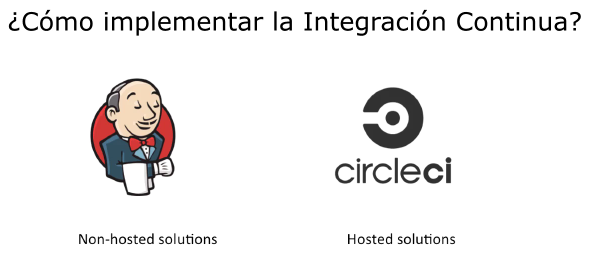 ¿Cómo implementar la Integración Continua?
circleci
Non-hosted solutions
Hosted solutions